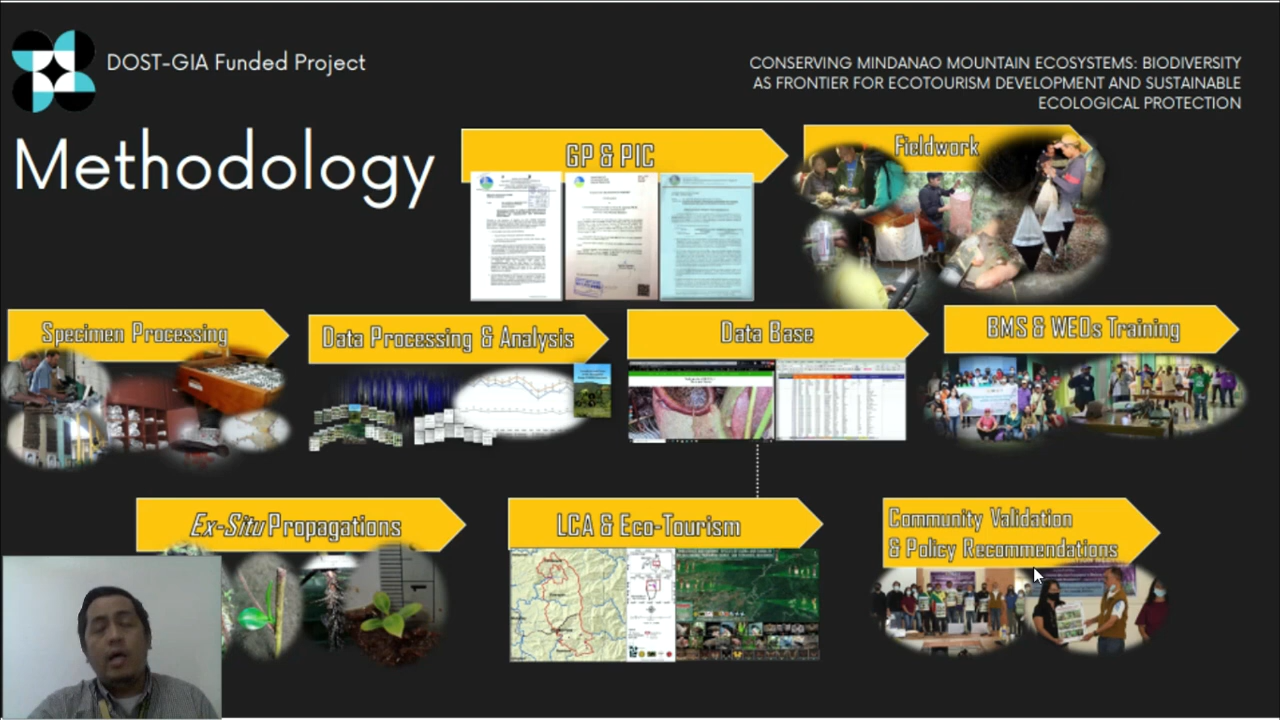 DOST-GIA Funded Project
CONSERVING MINDANAO MOUNTAIN ECOSYSTEMS: BIODIVERSITY
AS FRONTIER FOR ECOTOURISM DEVELOPMENT AND SUSTAINABLE
ECOLOGICAL PROTECTION
Methodology
GP & PIC
Fieldwork
Specimen Processing
Data Processing & Analysis
Data Base
BMS & WEOs Training
Ex-Situ Propagations
LCA & Eco-Tourism
Community Validation
& Policy Recommendations